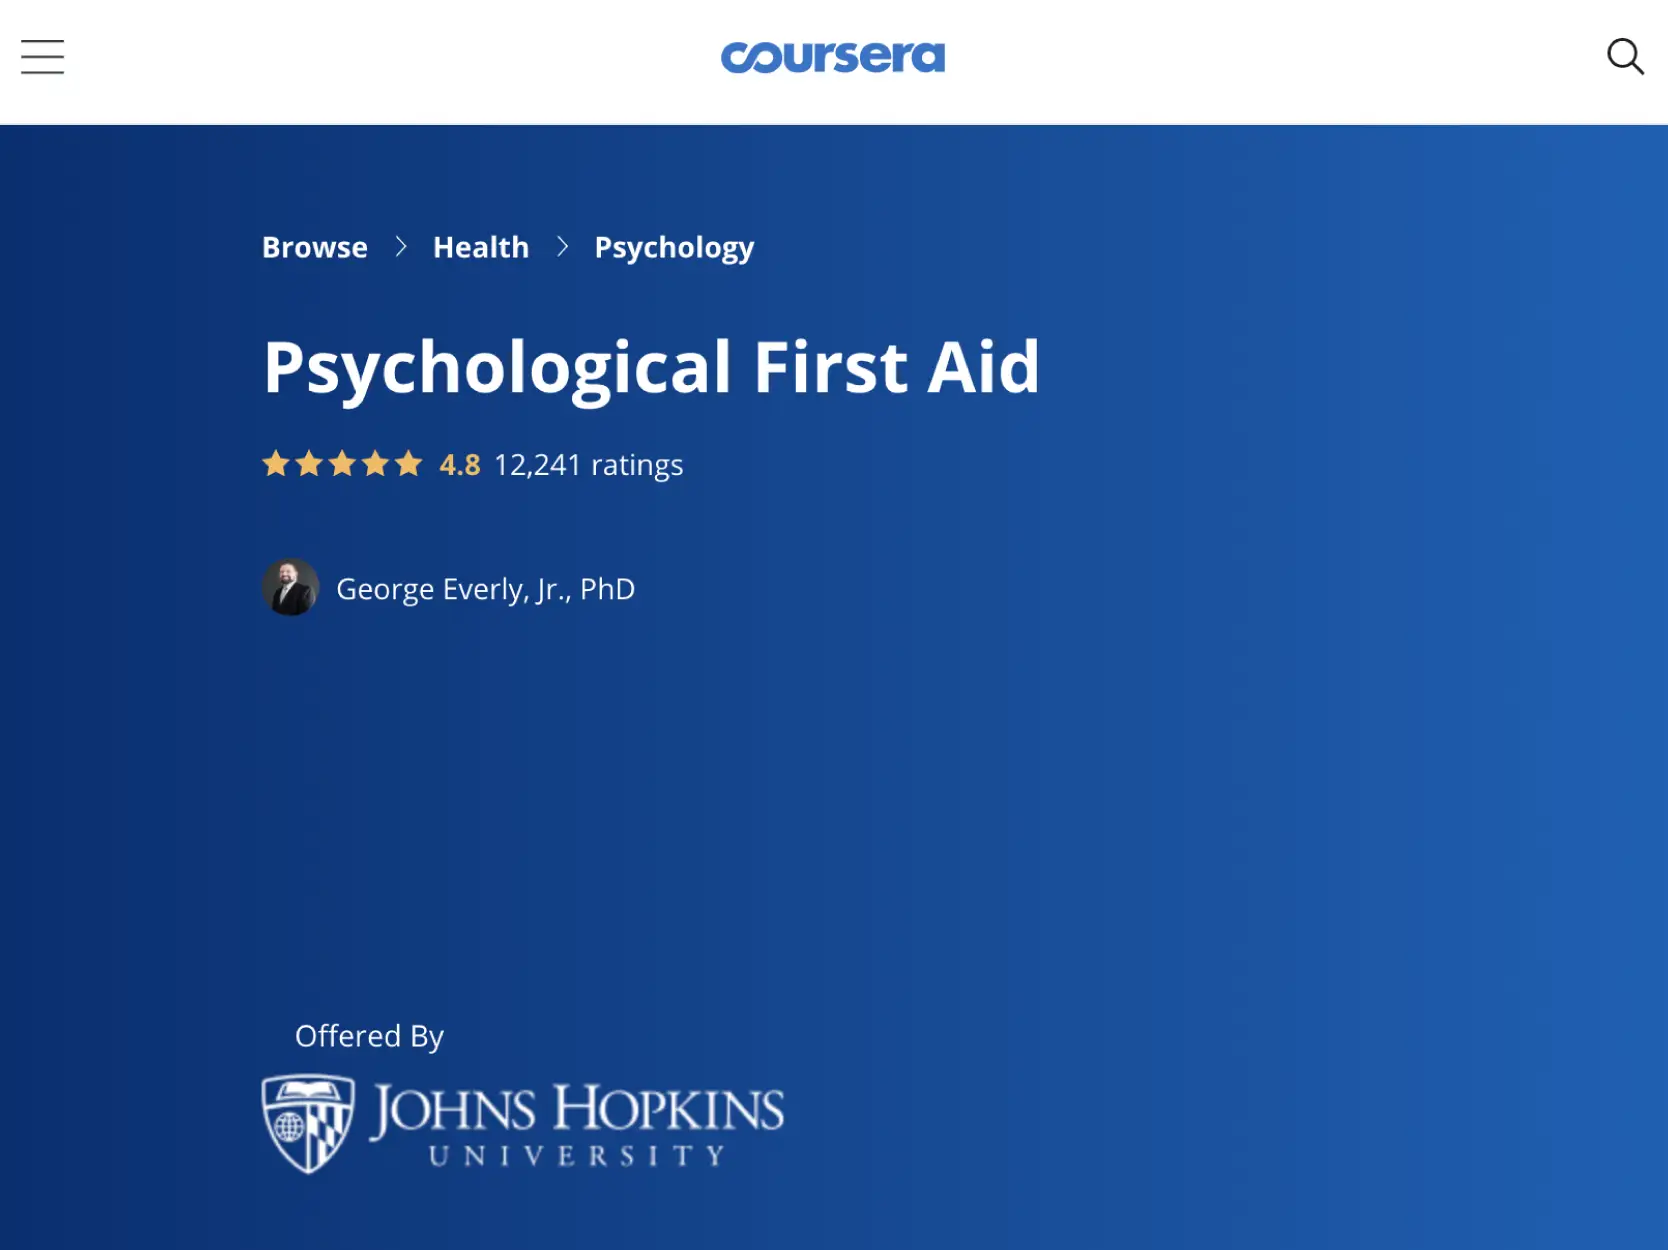 coursera
Browse > Health > Psychology
Psychological First Aid
4.8 12,241 ratings
George Everly, Jr., PhD
Offered By
JOHNS HOPKINS
UNIVERSITY